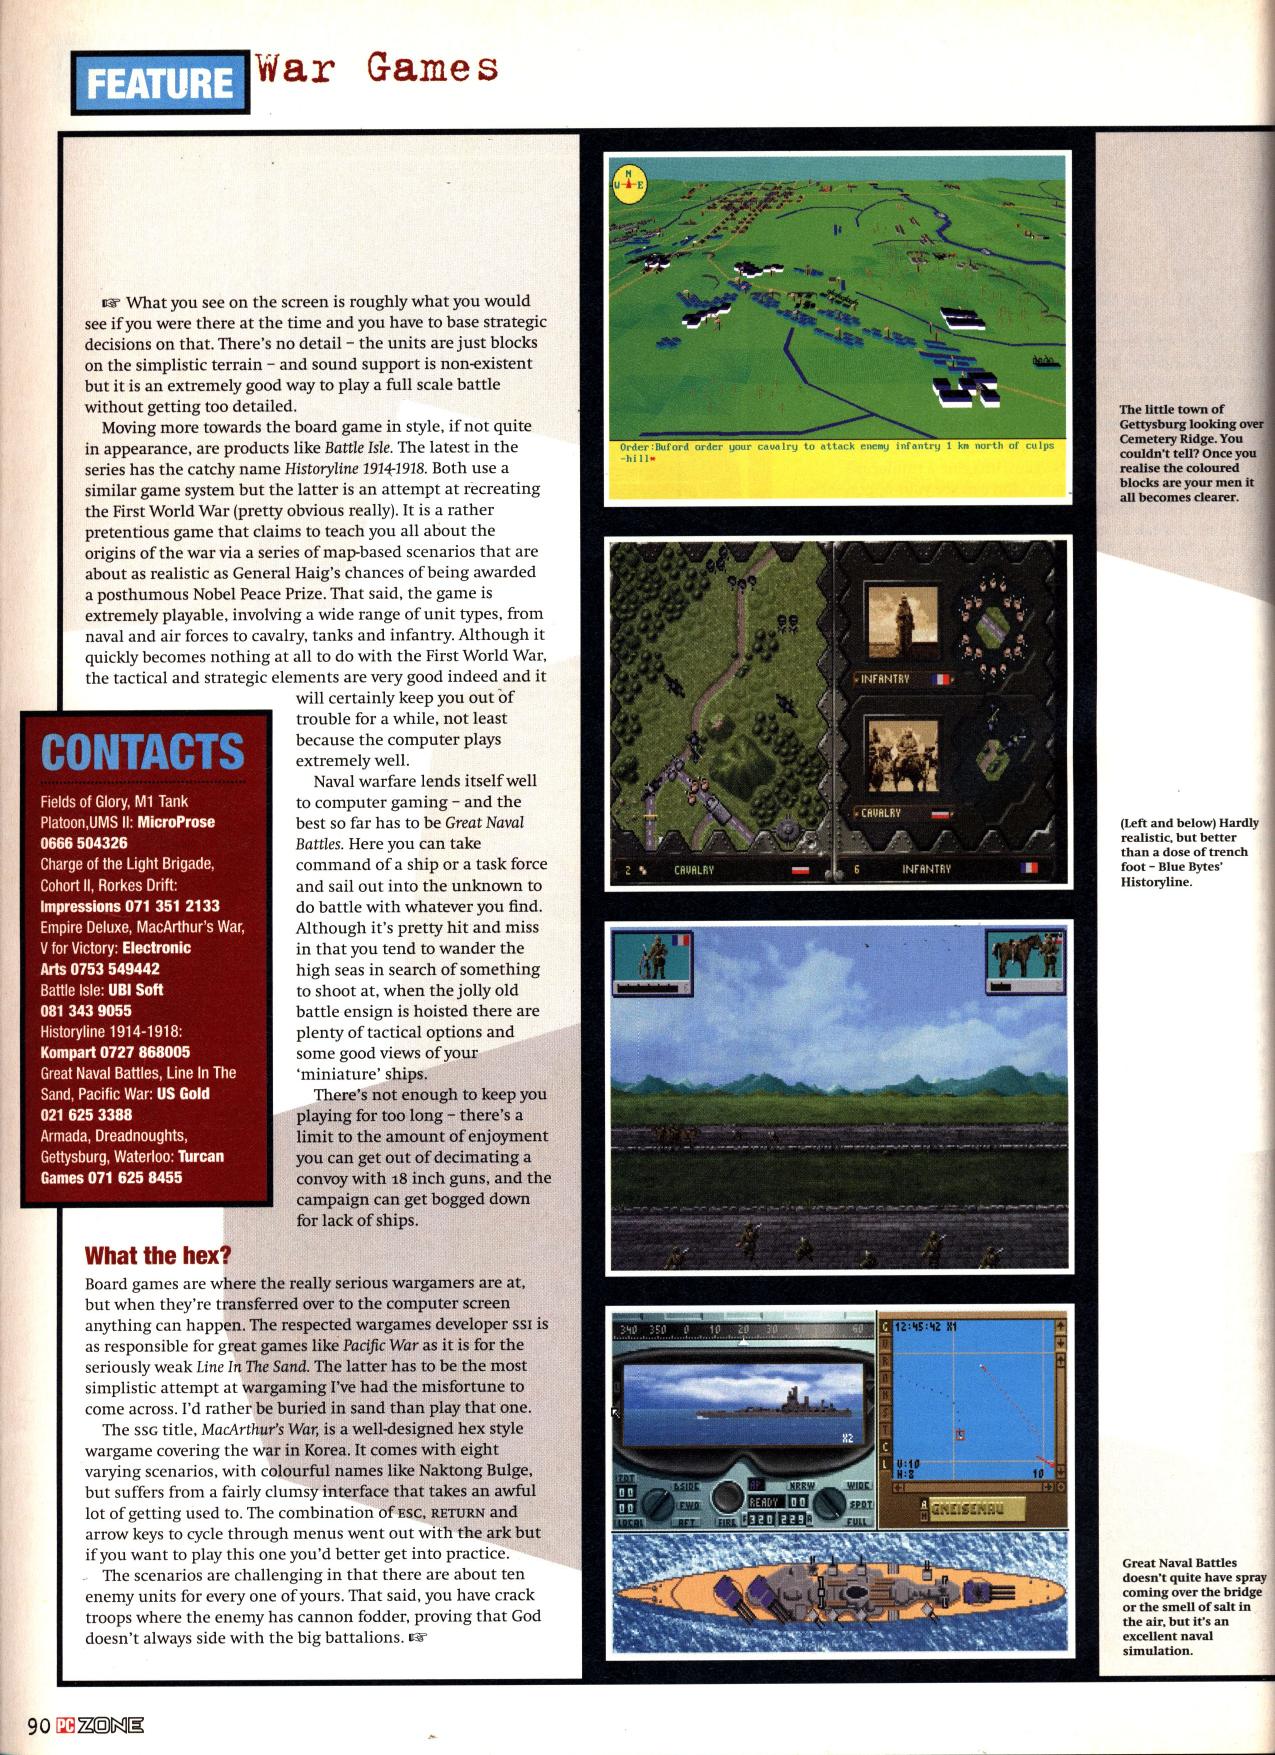 FEATURE War Games
☞ What you see on the screen is roughly what you would
see if you were there at the time and you have to base strategic
decisions on that. There's no detail – the units are just blocks
on the simplistic terrain – and sound support is non-existent
but it is an extremely good way to play a full scale battle
without getting too detailed.
Moving more towards the board game in style, if not quite
in appearance, are products like Battle Isle. The latest in the
series has the catchy name Historyline 1914-1918. Both use a
similar game system but the latter is an attempt at recreating
the First World War (pretty obvious really). It is a rather
pretentious game that claims to teach you all about the
origins of the war via a series of map-based scenarios that are
about as realistic as General Haig's chances of being awarded
a posthumous Nobel Peace Prize. That said, the game is
extremely playable, involving a wide range of unit types, from
naval and air forces to cavalry, tanks and infantry. Although it
quickly becomes nothing at all to do with the First World War,
the tactical and strategic elements are very good indeed and it
will certainly keep you out of
trouble for a while, not least
because the computer plays
extremely well.
Naval warfare lends itself well
to computer gaming – and the
best so far has to be Great Naval
Battles. Here you can take
command of a ship or a task force
and sail out into the unknown to
do battle with whatever you find.
Although it's pretty hit and miss
in that you tend to wander the
high seas in search of something
to shoot at, when the jolly old
battle ensign is hoisted there are
plenty of tactical options and
some good views of your
'miniature' ships.
There's not enough to keep you
playing for too long – there's a
limit to the amount of enjoyment
you can get out of decimating a
convoy with 18 inch guns, and the
campaign can get bogged down
for lack of ships.
CONTACTS
Fields of Glory, M1 Tank
Platoon,UMS II: MicroProse
0666 504326
Charge of the Light Brigade,
Cohort II, Rorkes Drift:
Impressions 071 351 2133
Empire Deluxe, MacArthur's War,
V for Victory: Electronic
Arts 0753 549442
Battle Isle: UBI Soft
081 343 9055
Historyline 1914-1918:
Kompart 0727 868005
Great Naval Battles, Line In The
Sand, Pacific War: US Gold
021 625 3388
Armada, Dreadnoughts,
Gettysburg, Waterloo: Turcan
Games 071 625 8455
What the hex?
Board games are where the really serious wargamers are at,
but when they're transferred over to the computer screen
anything can happen. The respected wargames developer SSI is
as responsible for great games like Pacific War as it is for the
seriously weak Line In The Sand. The latter has to be the most
simplistic attempt at wargaming I've had the misfortune to
come across. I'd rather be buried in sand than play that one.
The SSG title, MacArthur's War, is a well-designed hex style
wargame covering the war in Korea. It comes with eight
varying scenarios, with colourful names like Naktong Bulge,
but suffers from a fairly clumsy interface that takes an awful
lot of getting used to. The combination of ESC, RETURN and
arrow keys to cycle through menus went out with the ark but
if you want to play this one you'd better get into practice.
The scenarios are challenging in that there are about ten
enemy units for every one of yours. That said, you have crack
troops where the enemy has cannon fodder, proving that God
doesn't always side with the big battalions. ☞
N
W E
Order:Buford order your cavalry to attack enemy infantry 1 km north of culps
-hill
The little town of
Gettysburg looking over
Cemetery Ridge. You
couldn't tell? Once you
realise the coloured
blocks are your men it
all becomes clearer.
INFANTRY
CAVALRY
2 CAVALRY 6 INFANTRY
(Left and below) Hardly
realistic, but better
than a dose of trench
foot – Blue Bytes'
Historyline.
340 350 0 10 20 30 60
12:45:42 X1
X2
V:10
H:8 10
GNEISENAU
READY 00
NRRW WIDE
SPOT
FULL
FWD
AFT FIRE 320 229
LOCAL
Great Naval Battles
doesn't quite have spray
coming over the bridge
or the smell of salt in
the air, but it's an
excellent naval
simulation.
90 PC ZONE